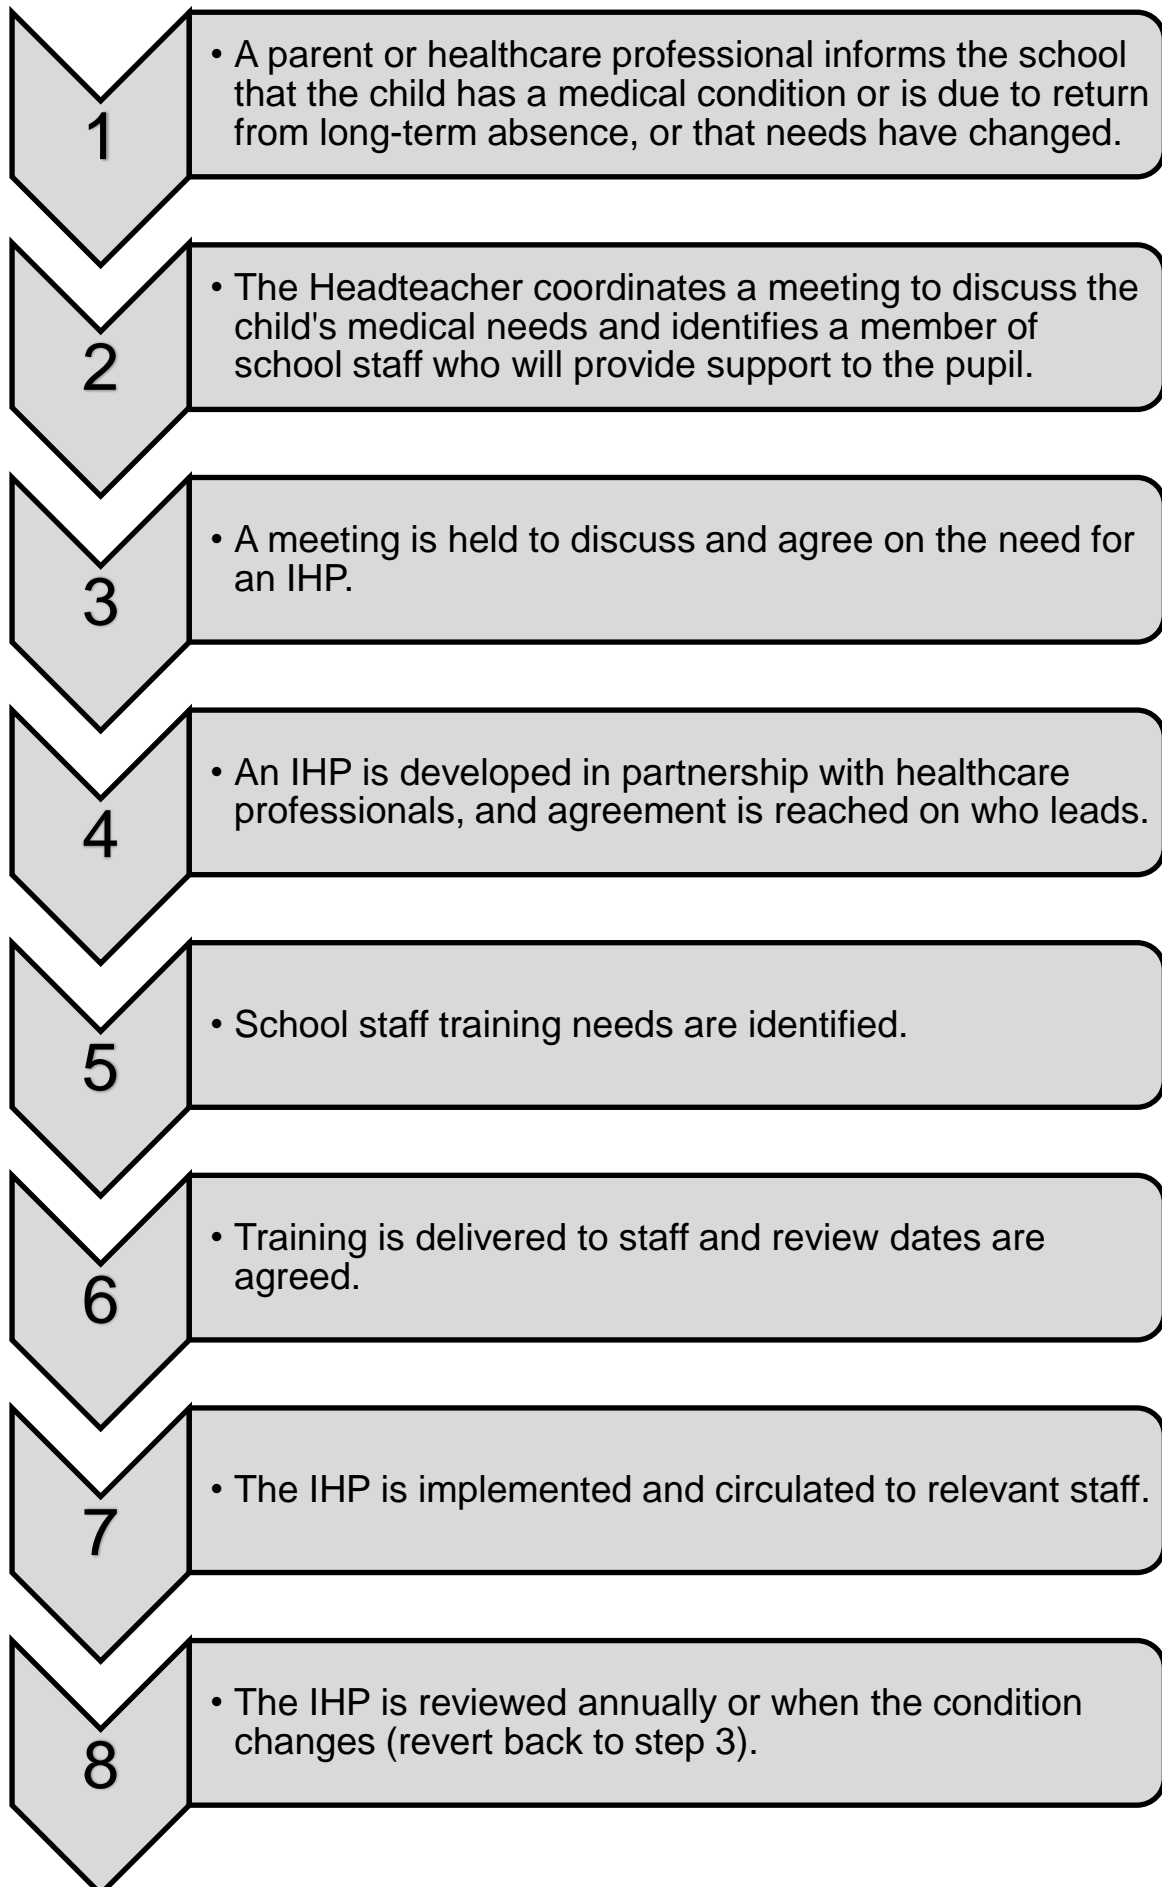 1
• A parent or healthcare professional informs the school
that the child has a medical condition or is due to return
from long-term absence, or that needs have changed.
2
• The Headteacher coordinates a meeting to discuss the
child's medical needs and identifies a member of
school staff who will provide support to the pupil.
3
• A meeting is held to discuss and agree on the need for
an IHP.
4
• An IHP is developed in partnership with healthcare
professionals, and agreement is reached on who leads.
5
• School staff training needs are identified.
6
• Training is delivered to staff and review dates are
agreed.
7
• The IHP is implemented and circulated to relevant staff.
8
• The IHP is reviewed annually or when the condition
changes (revert back to step 3).